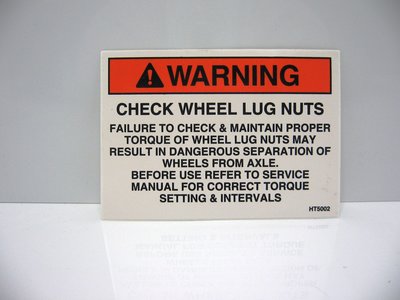 WARNING
CHECK WHEEL LUG NUTS
FAILURE TO CHECK & MAINTAIN PROPER
TORQUE OF WHEEL LUG NUTS MAY
RESULT IN DANGEROUS SEPARATION OF
WHEELS FROM AXLE.
BEFORE USE REFER TO SERVICE
MANUAL FOR CORRECT TORQUE
SETTING & INTERVALS
HT5002